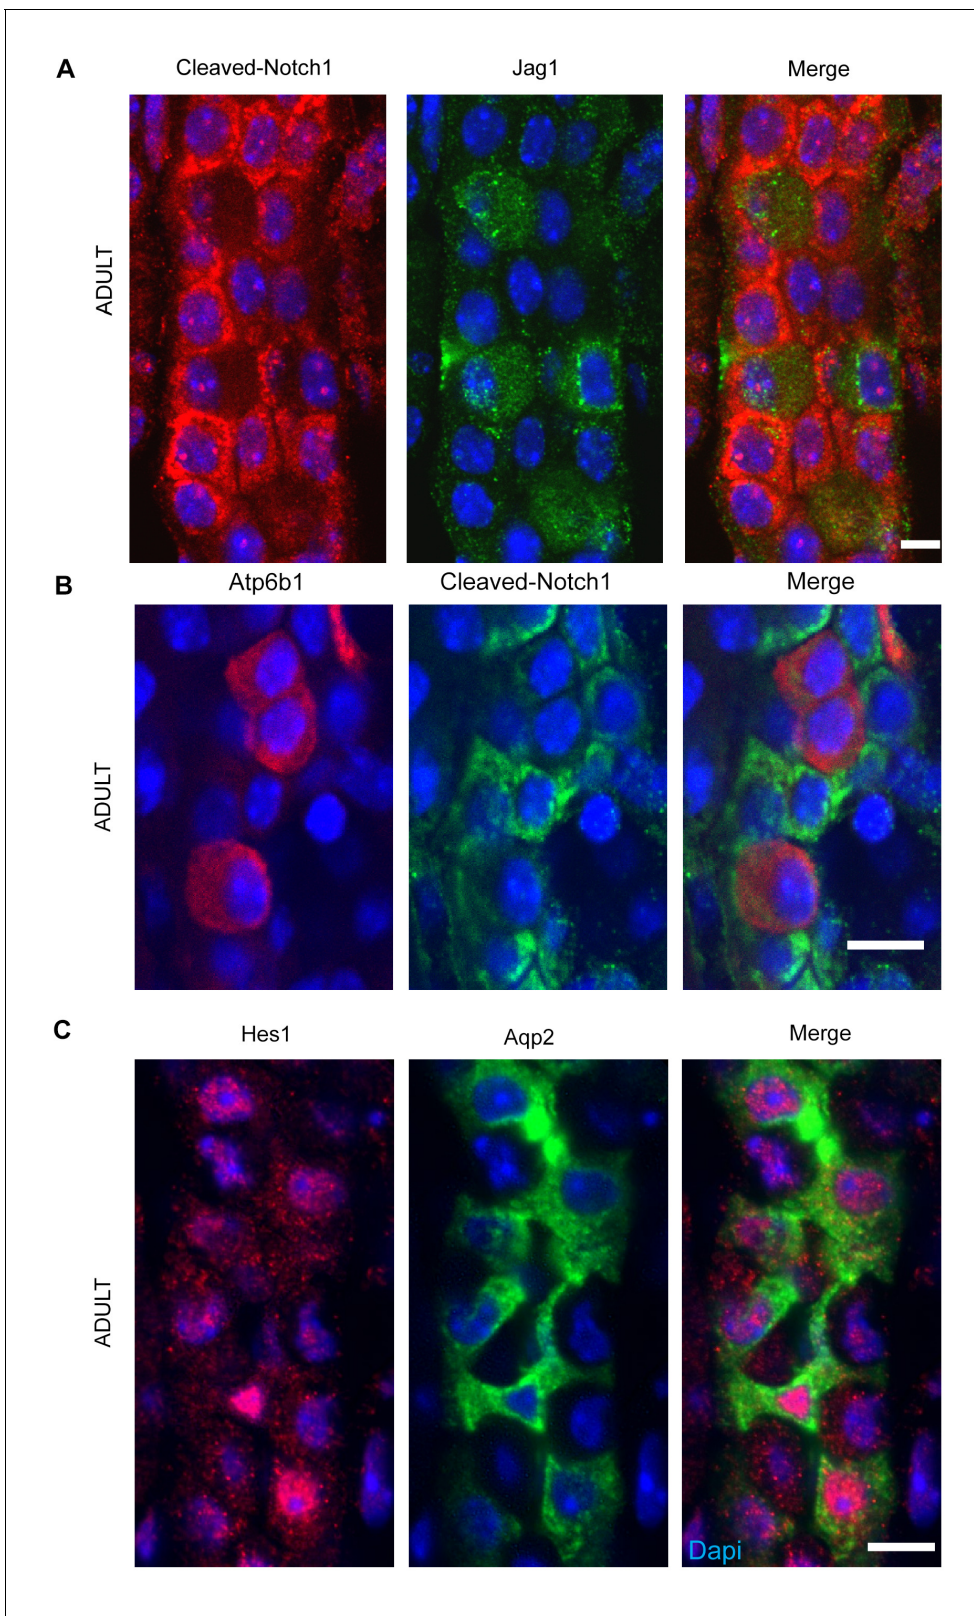 A
Cleaved-Notch1 Jag1 Merge
ADULT
B
Atp6b1 Cleaved-Notch1 Merge
ADULT
C
Hes1 Aqp2 Merge
ADULT
Dapi